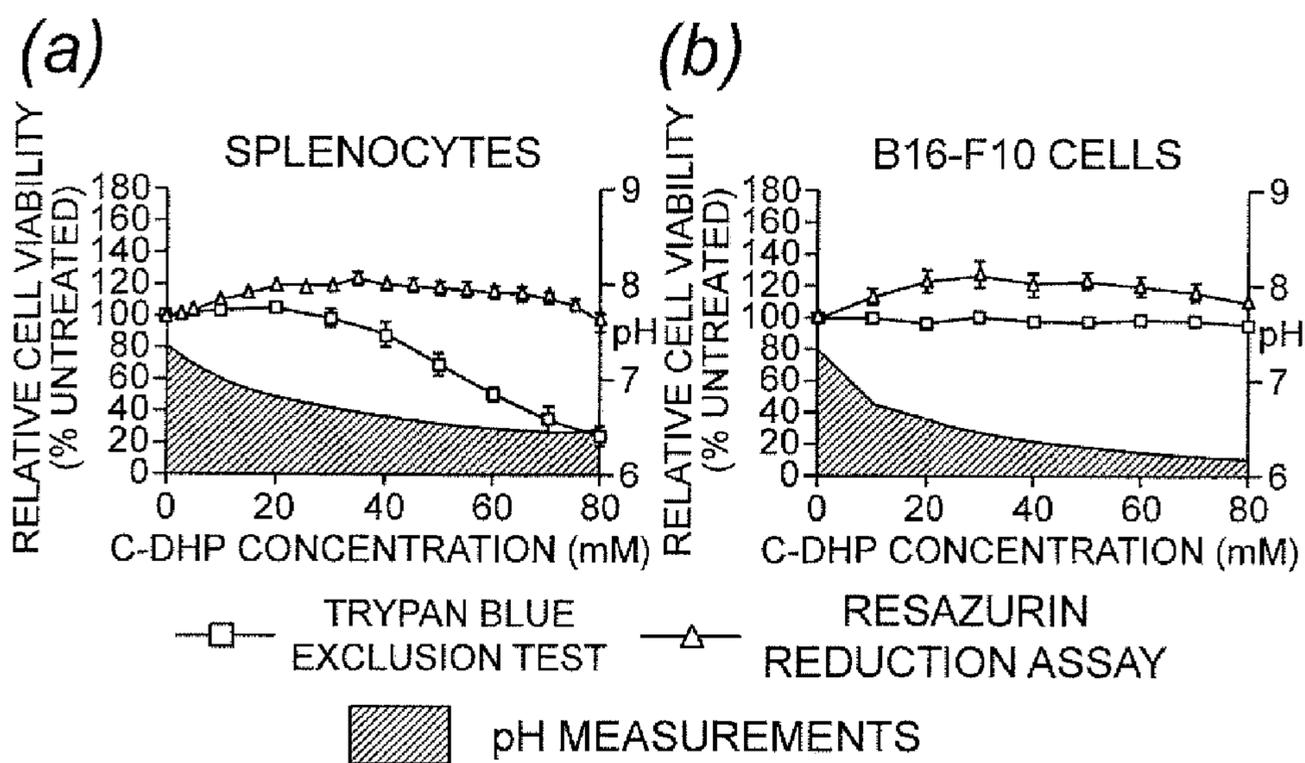 (a)
(b)
RELATIVE CELL VIABILITY
(% UNTREATED)
SPLENOCYTES
180
160
140
120
100
80
60
40
20
0
9
8
pH
7
6
0 20 40 60 80
C-DHP CONCENTRATION (mM)
RELATIVE CELL VIABILITY
(% UNTREATED)
B16-F10 CELLS
180
160
140
120
100
80
60
40
20
0
9
8
pH
7
6
0 20 40 60 80
C-DHP CONCENTRATION (mM)
TRYPAN BLUE
EXCLUSION TEST
RESAZURIN
REDUCTION ASSAY
pH MEASUREMENTS